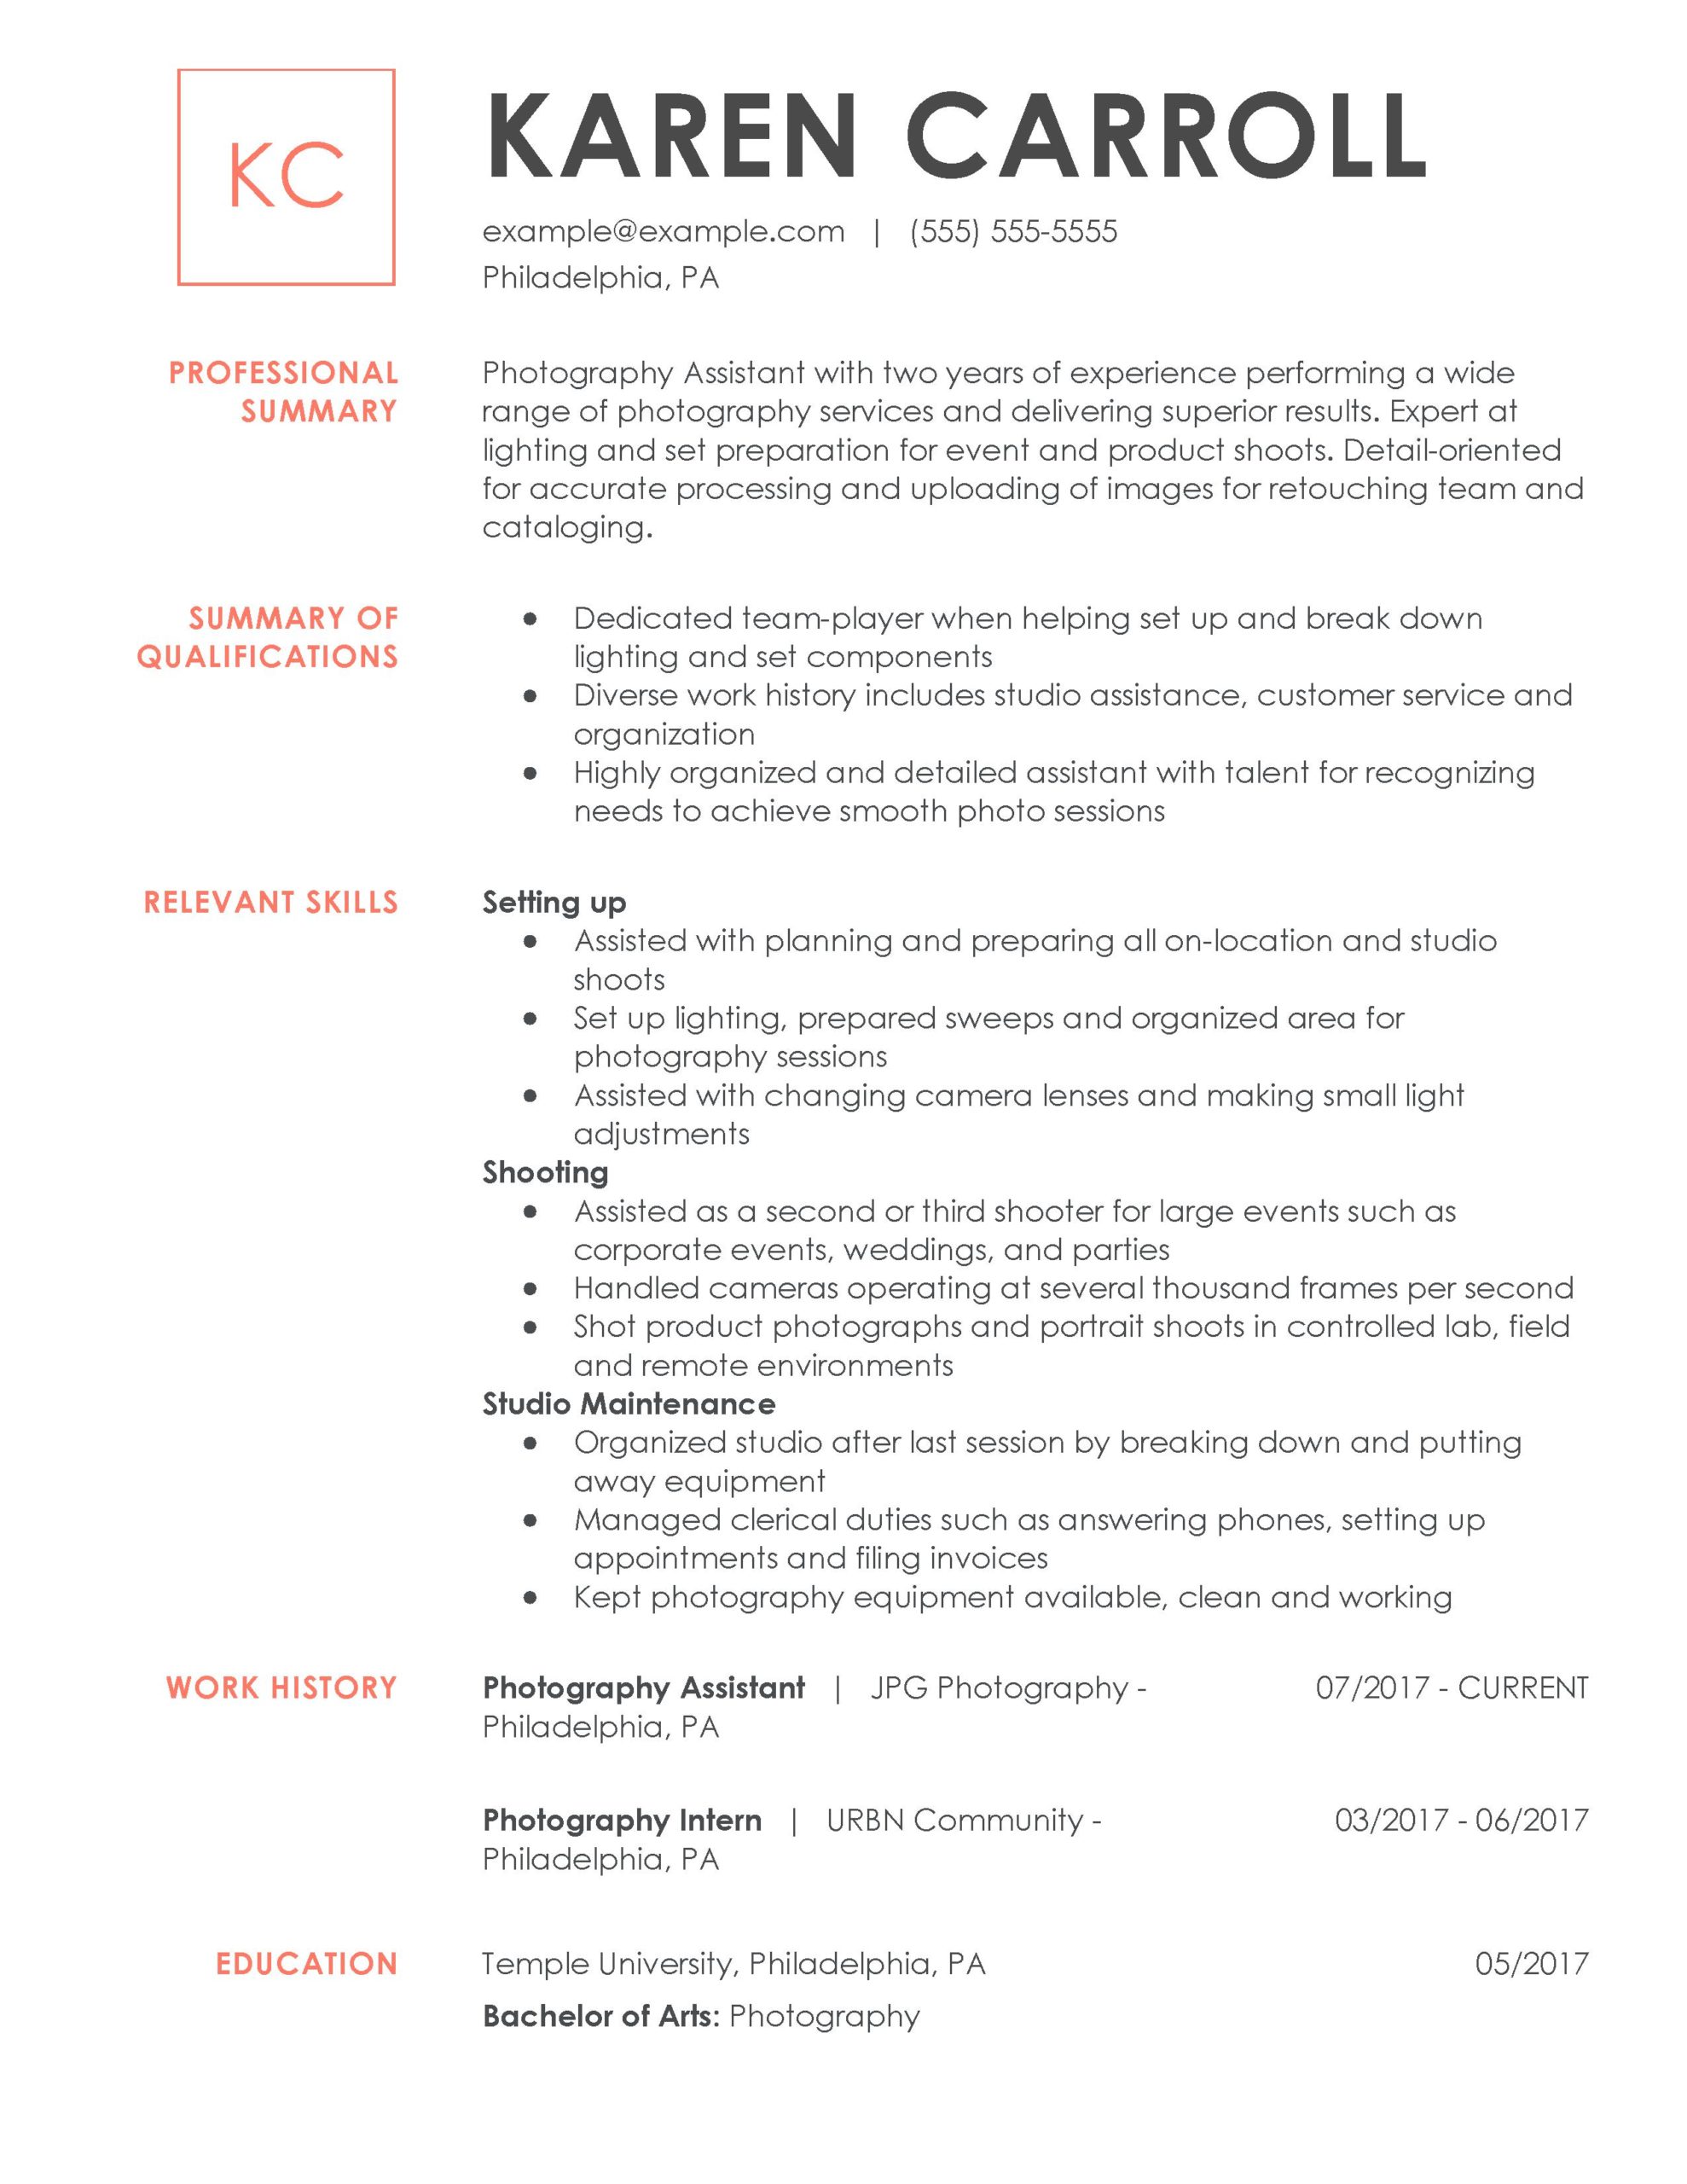 KC
KAREN CARROLL
example@example.com | (555) 555-5555
Philadelphia, PA
PROFESSIONAL
SUMMARY
Photography Assistant with two years of experience performing a wide
range of photography services and delivering superior results. Expert at
lighting and set preparation for event and product shoots. Detail-oriented
for accurate processing and uploading of images for retouching team and
cataloging.
SUMMARY OF
QUALIFICATIONS
● Dedicated team-player when helping set up and break down
lighting and set components
● Diverse work history includes studio assistance, customer service and
organization
● Highly organized and detailed assistant with talent for recognizing
needs to achieve smooth photo sessions
RELEVANT SKILLS
Setting up
● Assisted with planning and preparing all on-location and studio
shoots
● Set up lighting, prepared sweeps and organized area for
photography sessions
● Assisted with changing camera lenses and making small light
adjustments
Shooting
● Assisted as a second or third shooter for large events such as
corporate events, weddings, and parties
● Handled cameras operating at several thousand frames per second
● Shot product photographs and portrait shoots in controlled lab, field
and remote environments
Studio Maintenance
● Organized studio after last session by breaking down and putting
away equipment
● Managed clerical duties such as answering phones, setting up
appointments and filing invoices
● Kept photography equipment available, clean and working
WORK HISTORY
Photography Assistant | JPG Photography - 07/2017 - CURRENT
Philadelphia, PA
Photography Intern | URBN Community - 03/2017 - 06/2017
Philadelphia, PA
EDUCATION
Temple University, Philadelphia, PA 05/2017
Bachelor of Arts: Photography